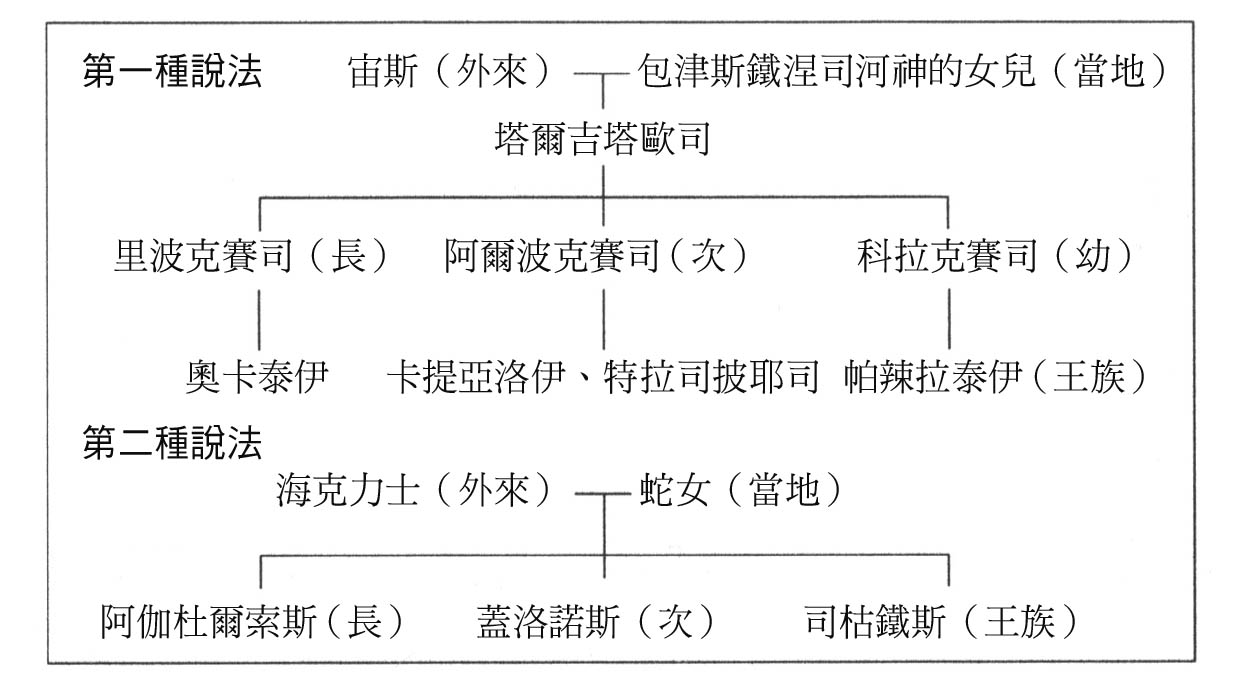 第一種說法 宙斯（外來） 包津斯鐵涅司河神的女兒（當地）
塔爾吉塔歐司
里波克賽司（長） 阿爾波克賽司（次） 科拉克賽司（幼）
奧卡泰伊 卡提亞洛伊、特拉司披耶司 帕辣拉泰伊（王族）
第二種說法
海克力士（外來） 蛇女（當地）
阿伽杜爾索斯（長） 蓋洛諾斯（次） 司枯鐵斯（王族）